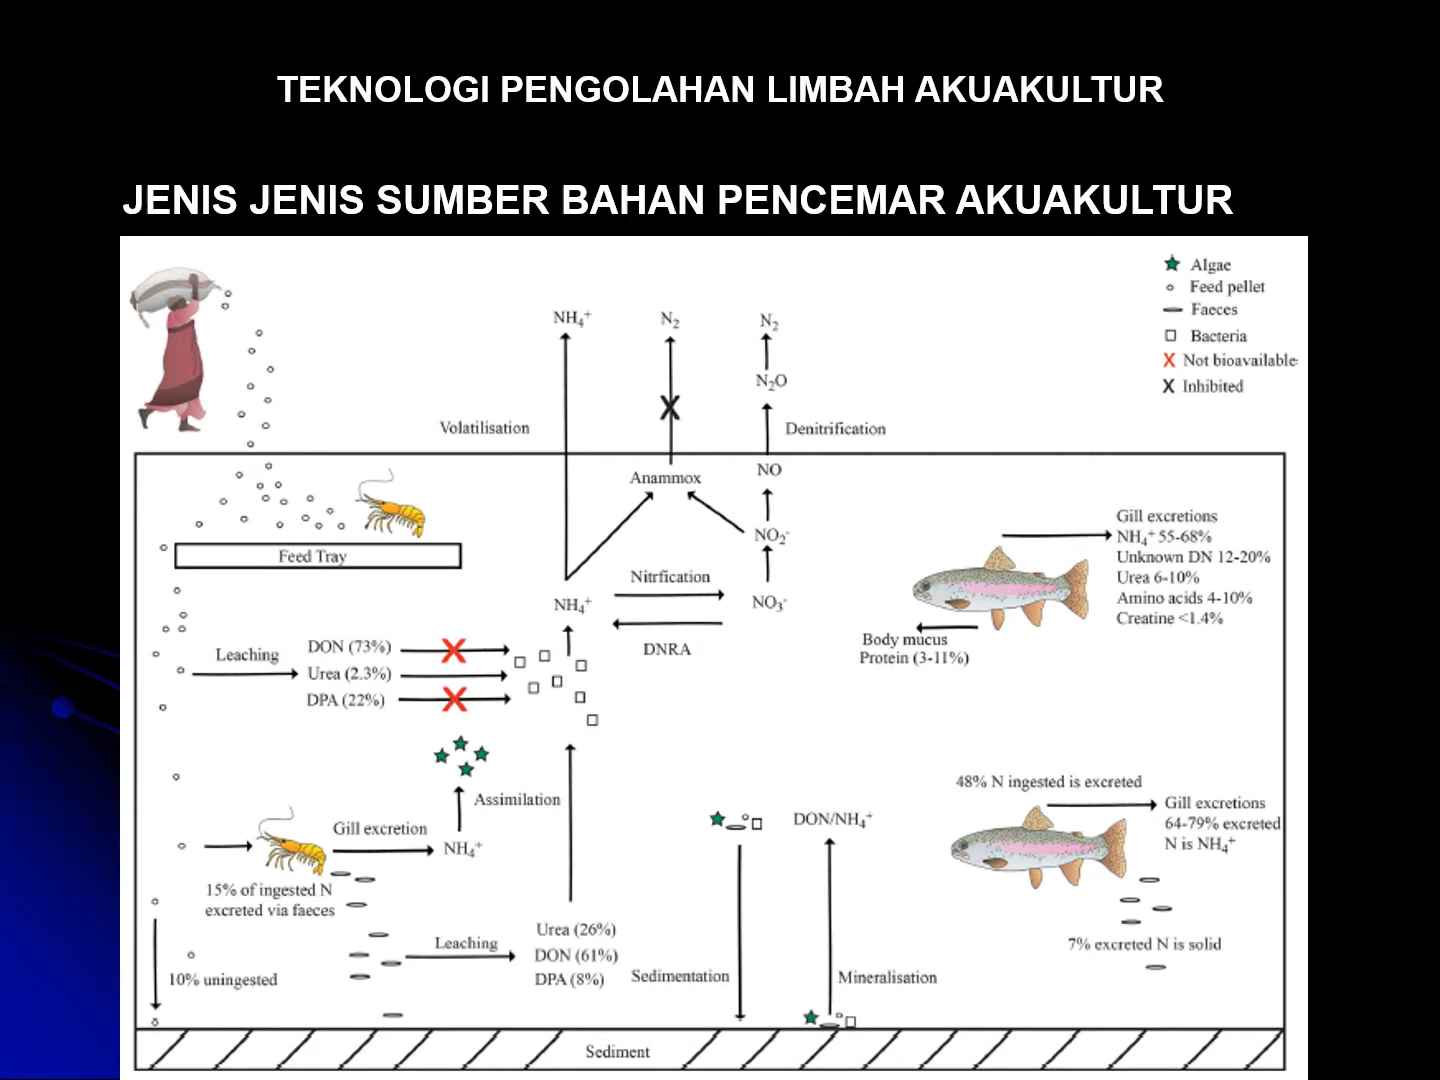 TEKNOLOGI PENGOLAHAN LIMBAH AKUAKULTUR
JENIS JENIS SUMBER BAHAN PENCEMAR AKUAKULTUR
Algae
Feed pellet
Faeces
Bacteria
X Not bioavailable
X Inhibited
NH₄⁺
N₂
N₂
N₂O
Volatilisation
X
Denitrification
Anammox
NO
NO₂⁻
Feed Tray
Nitrfication
NH₄⁺
NO₃⁻
DNRA
Gill excretions
NH₄⁺ 55-68%
Unknown DN 12-20%
Urea 6-10%
Amino acids 4-10%
Creatine <1.4%
Body mucus
Protein (3-11%)
Leaching
DON (73%)
X
Urea (2.3%)
DPA (22%)
X
Assimilation
Gill excretion
NH₄⁺
15% of ingested N
excreted via faeces
10% uningested
Leaching
Urea (26%)
DON (61%)
DPA (8%)
Sedimentation
DON/NH₄⁺
Mineralisation
48% N ingested is excreted
Gill excretions
64-79% excreted
N is NH₄⁺
7% excreted N is solid
Sediment